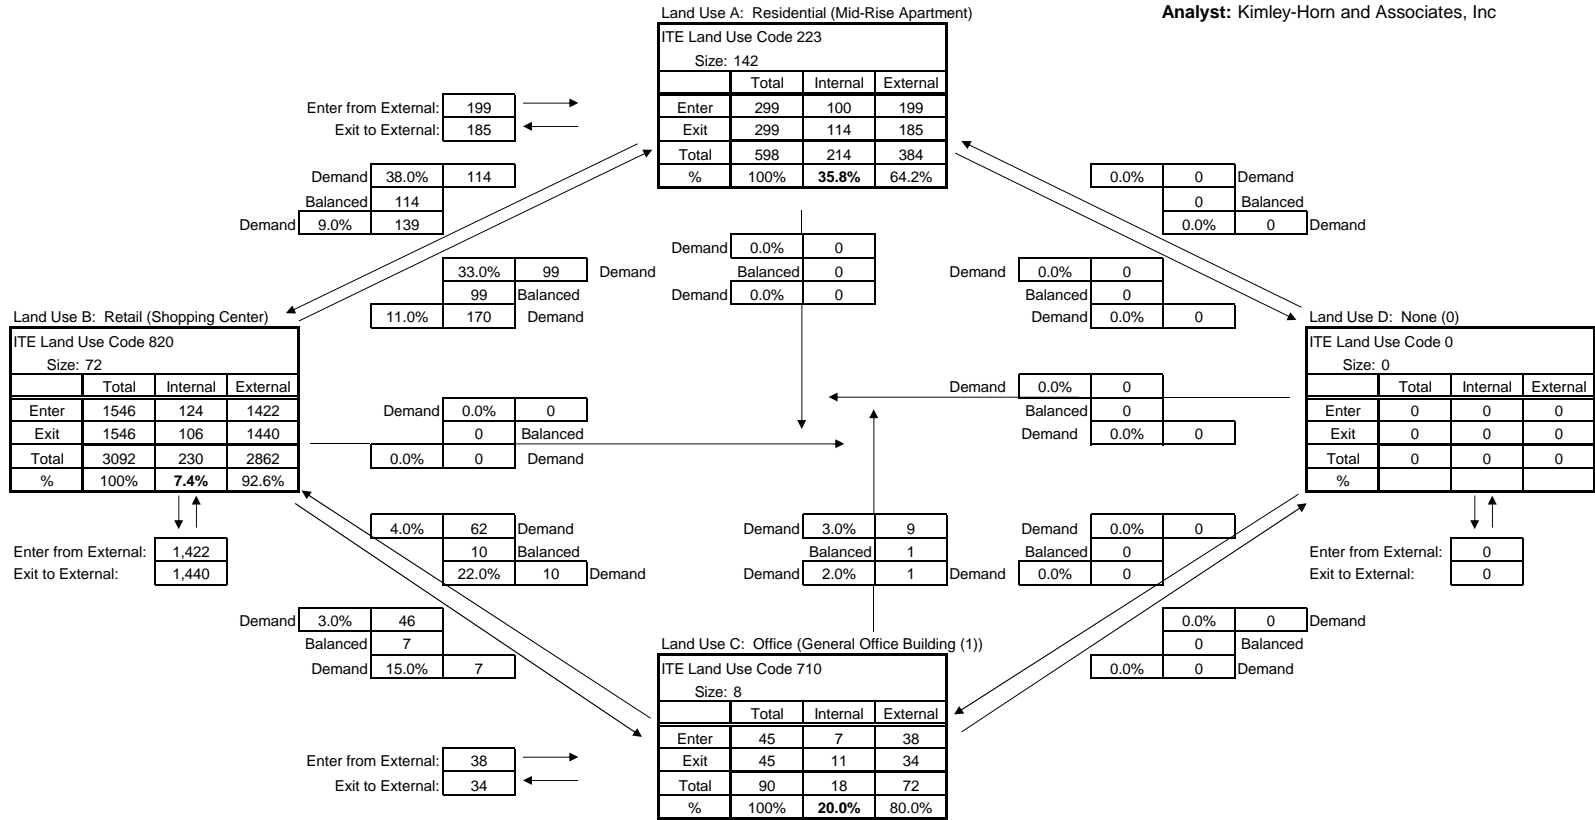 Analyst: Kimley-Horn and Associates, Inc
Land Use A: Residential (Mid-Rise Apartment)
ITE Land Use Code 223
Size: 142
Total Internal External
Enter 299 100 199
Exit 299 114 185
Total 598 214 384
% 100% 35.8% 64.2%
Enter from External: 199
Exit to External: 185
Demand 38.0% 114
Balanced 114
Demand 9.0% 139
0.0% 0 Demand
0 Balanced
0.0% 0 Demand
Demand 0.0% 0
Balanced 0
Demand 0.0% 0
33.0% 99 Demand
99 Balanced
11.0% 170 Demand
Demand 0.0% 0
Balanced 0
Demand 0.0% 0
Land Use B: Retail (Shopping Center)
ITE Land Use Code 820
Size: 72
Total Internal External
Enter 1546 124 1422
Exit 1546 106 1440
Total 3092 230 2862
% 100% 7.4% 92.6%
Land Use D: None (0)
ITE Land Use Code 0
Size: 0
Total Internal External
Enter 0 0 0
Exit 0 0 0
Total 0 0 0
%
Demand 0.0% 0
0 Balanced
0.0% 0 Demand
Demand 0.0% 0
Balanced 0
Demand 0.0% 0
Enter from External: 1,422
Exit to External: 1,440
4.0% 62 Demand
10 Balanced
22.0% 10 Demand
Demand 3.0% 9
Balanced 1
Demand 2.0% 1 Demand
Demand 0.0% 0
Balanced 0
0.0% 0
Enter from External: 0
Exit to External: 0
Demand 3.0% 46
Balanced 7
Demand 15.0% 7
0.0% 0 Demand
0 Balanced
0.0% 0 Demand
Land Use C: Office (General Office Building (1))
ITE Land Use Code 710
Size: 8
Total Internal External
Enter 45 7 38
Exit 45 11 34
Total 90 18 72
% 100% 20.0% 80.0%
Enter from External: 38
Exit to External: 34